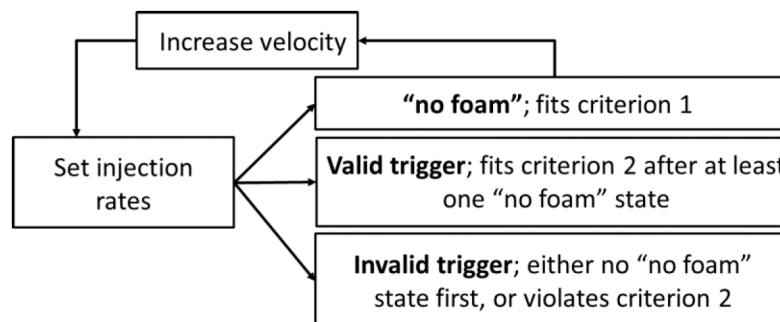 Increase velocity
“no foam”; fits criterion 1
Set injection
rates
Valid trigger; fits criterion 2 after at least
one “no foam” state
Invalid trigger; either no “no foam”
state first, or violates criterion 2